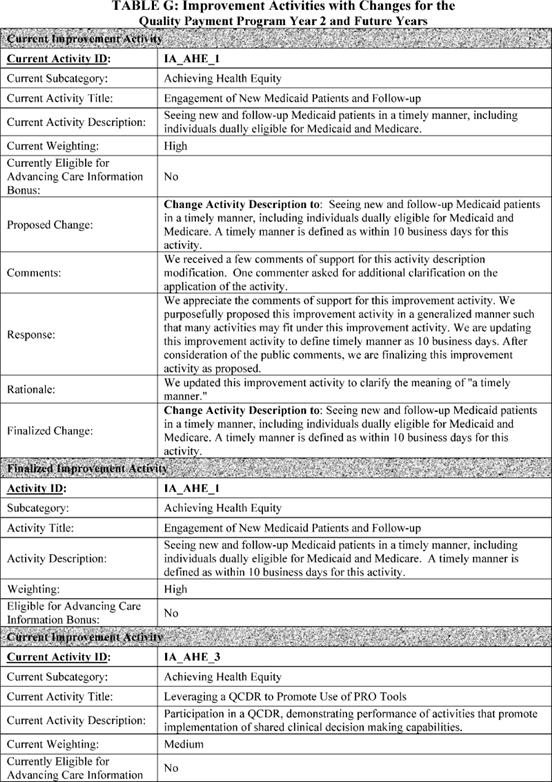 TABLE G: Improvement Activities with Changes for the
Quality Payment Program Year 2 and Future Years
Current Improvement Activity
Current Activity ID: IA_AHE_1
Current Subcategory: Achieving Health Equity
Current Activity Title: Engagement of New Medicaid Patients and Follow-up
Current Activity Description: Seeing new and follow-up Medicaid patients in a timely manner, including
individuals dually eligible for Medicaid and Medicare.
Current Weighting: High
Currently Eligible for
Advancing Care Information
Bonus: No
Proposed Change: Change Activity Description to: Seeing new and follow-up Medicaid patients
in a timely manner, including individuals dually eligible for Medicaid and
Medicare. A timely manner is defined as within 10 business days for this
activity.
Comments: We received a few comments of support for this activity description
modification. One commenter asked for additional clarification on the
application of the activity.
Response: We appreciate the comments of support for this improvement activity. We
purposefully proposed this improvement activity in a generalized manner such
that many activities may fit under this improvement activity. We are updating
this improvement activity to define timely manner as 10 business days. After
consideration of the public comments, we are finalizing this improvement
activity as proposed.
Rationale: We updated this improvement activity to clarify the meaning of "a timely
manner."
Finalized Change: Change Activity Description to: Seeing new and follow-up Medicaid patients
in a timely manner, including individuals dually eligible for Medicaid and
Medicare. A timely manner is defined as within 10 business days for this
activity.
Finalized Improvement Activity
Activity ID: IA_AHE_1
Subcategory: Achieving Health Equity
Activity Title: Engagement of New Medicaid Patients and Follow-up
Activity Description: Seeing new and follow-up Medicaid patients in a timely manner, including
individuals dually eligible for Medicaid and Medicare. A timely manner is
defined as within 10 business days for this activity.
Weighting: High
Eligible for Advancing Care
Information Bonus: No
Current Improvement Activity
Current Activity ID: IA_AHE_3
Current Subcategory: Achieving Health Equity
Current Activity Title: Leveraging a QCDR to Promote Use of PRO Tools
Current Activity Description: Participation in a QCDR, demonstrating performance of activities that promote
implementation of shared clinical decision making capabilities.
Current Weighting: Medium
Currently Eligible for
Advancing Care Information No